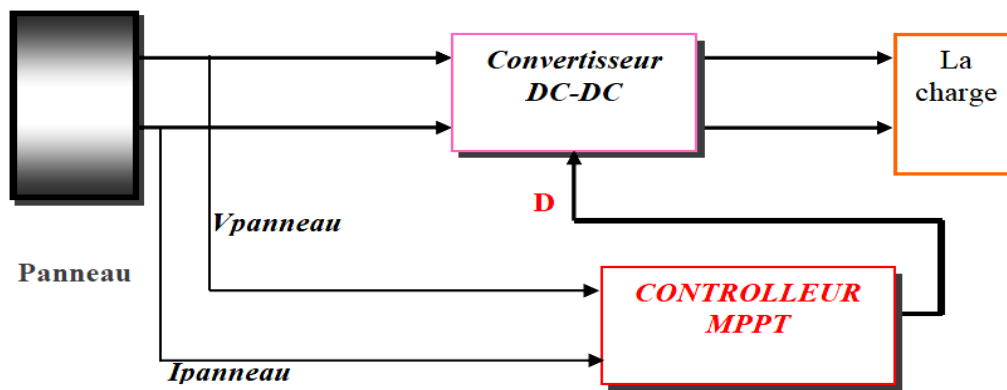 Convertisseur
DC-DC
La
charge
D
Vpanneau
Panneau
CONTROLLEUR
MPPT
Ipanneau